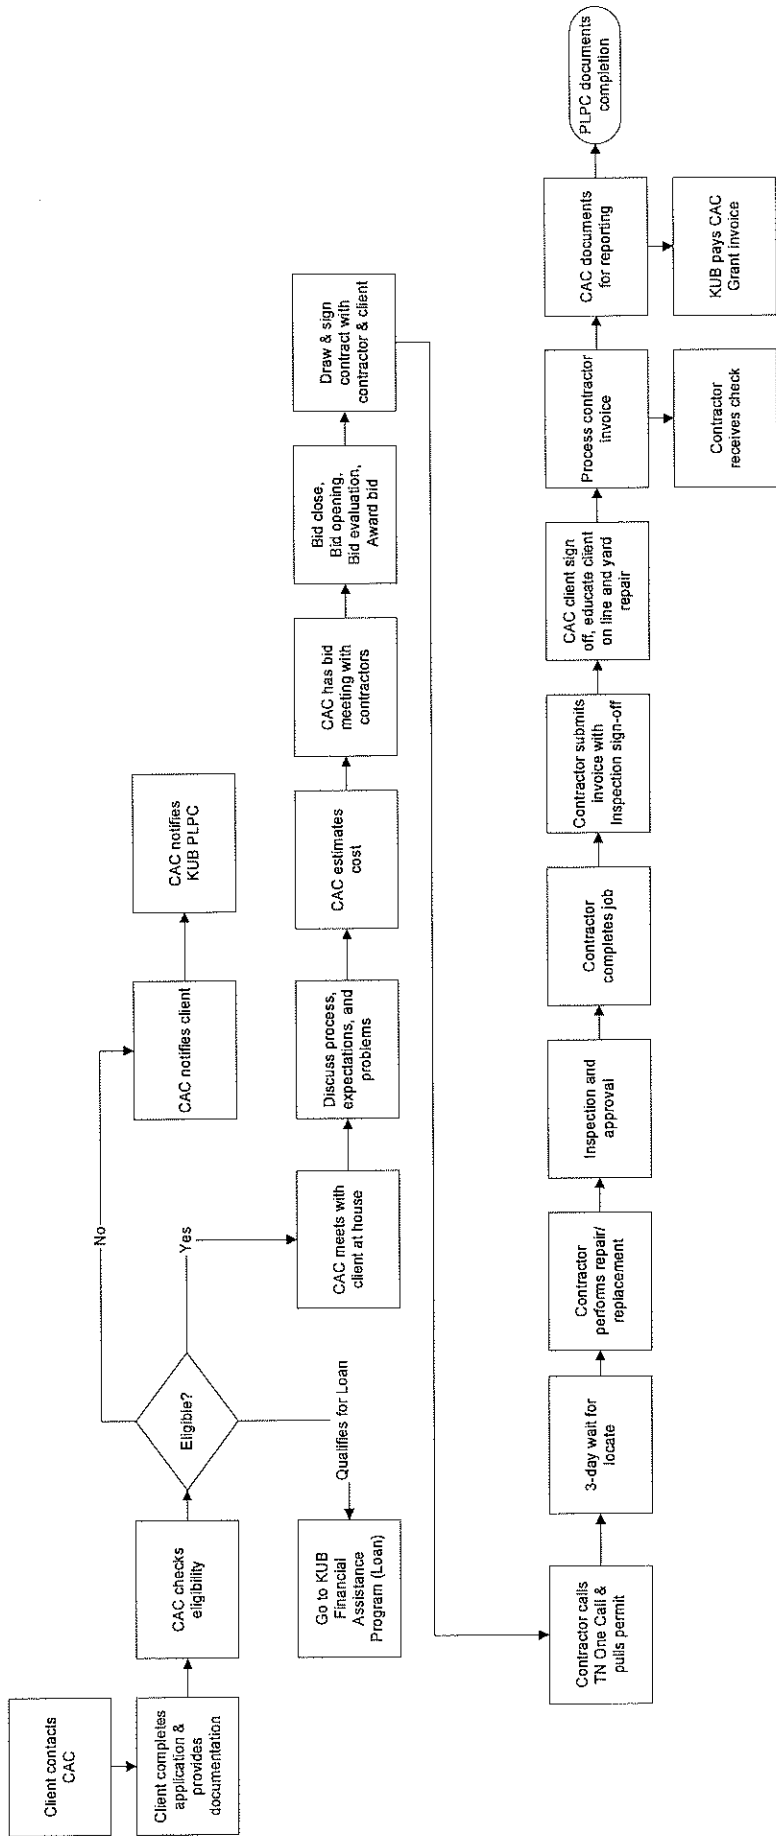 Client contacts
CAC
Client completes
application &
provides
documentation
CAC checks
eligibility
Eligible?
No
CAC notifies client
CAC notifies
KUB PLPC
Qualifies for Loan
Go to KUB
Financial
Assistance
Program (Loan)
Yes
CAC meets with
client at house
Discuss process,
expectations, and
problems
CAC estimates
cost
CAC has bid
meeting with
contractors
Bid close,
Bid opening,
Bid evaluation,
Award bid
Draw & sign
contract with
contractor & client
Contractor calls
TN One Call &
pulls permit
3-day wait for
locate
Contractor
performs repair/
replacement
Inspection and
approval
Contractor
completes job
Contractor submits
invoice with
Inspection sign-off
CAC client sign
off, educate client
on line and yard
repair
Process contractor
invoice
Contractor
receives check
CAC documents
for reporting
KUB pays CAC
Grant invoice
PLPC documents
completion